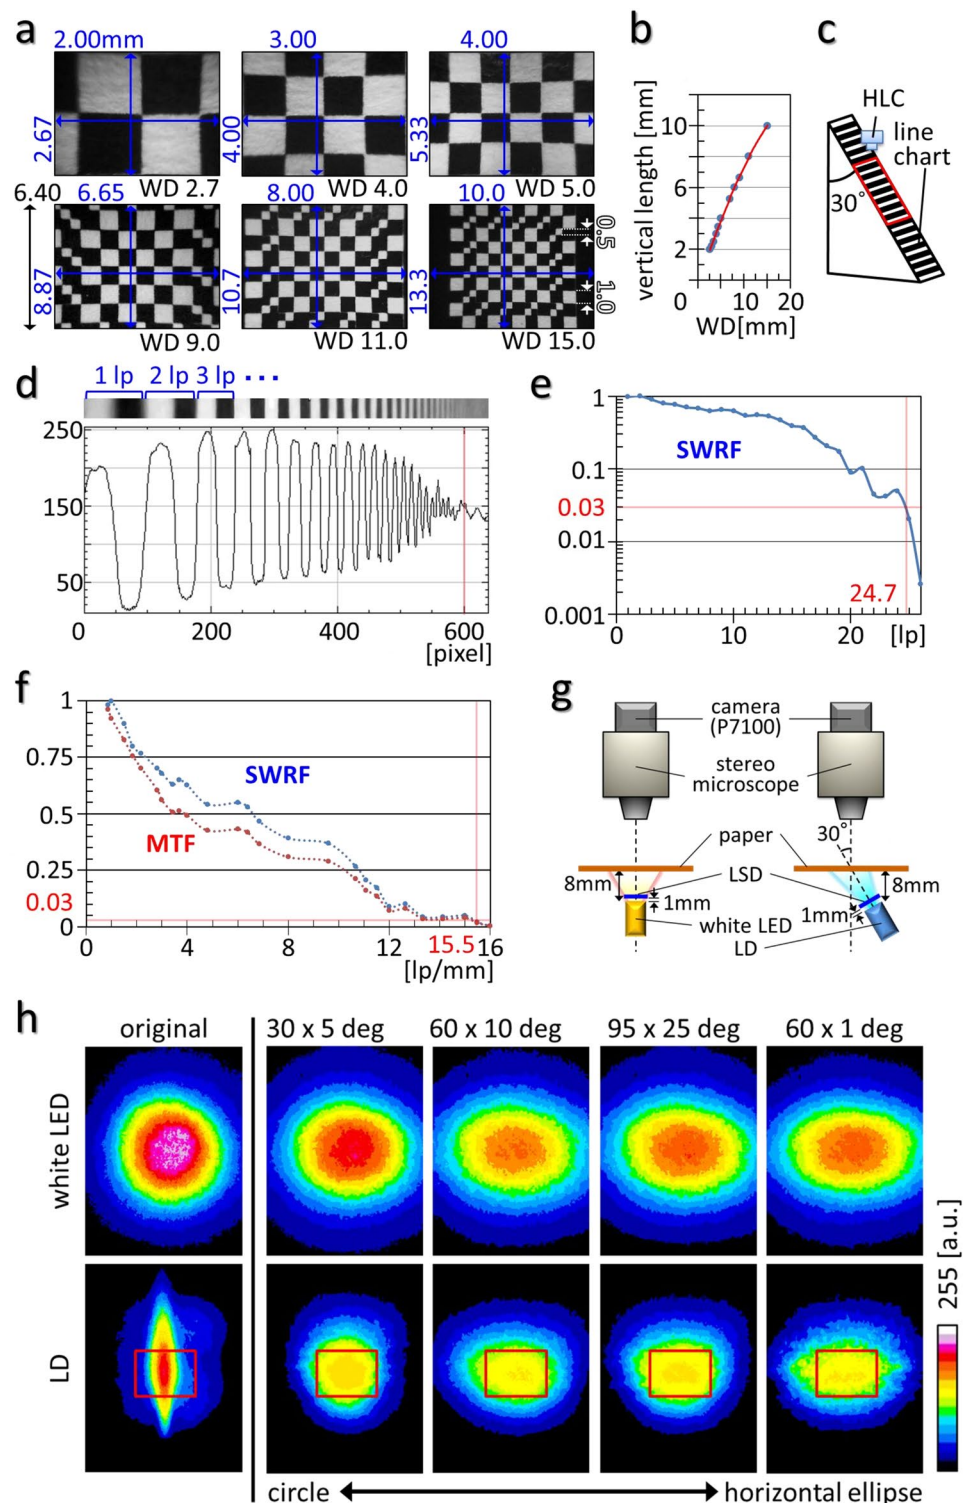 a
2.00mm 3.00 4.00
2.67 4.00 5.33
WD 2.7 WD 4.0 WD 5.0
6.40 6.65 8.00 10.0
8.87 10.7 13.3
0.5
1.0
WD 9.0 WD 11.0 WD 15.0
b
vertical length [mm]
10
6
2
0 10 20
WD[mm]
c
HLC
line
chart
30°
d
1 lp 2 lp 3 lp ...
250
150
50
0 200 400 600
[pixel]
e
1
0.1
0.03
0.01
0.001
SWRF
24.7
0 10 20 [lp]
f
1
0.75
0.5
0.25
0.03
0
SWRF
MTF
15.5
0 4 8 12 16
[lp/mm]
g
camera
(P7100)
stereo
microscope
paper
30°
8mm LSD 8mm
1mm 1mm
white LED
LD
h
original 30 x 5 deg 60 x 10 deg 95 x 25 deg 60 x 1 deg
white LED
LD
255 [a.u.]
circle horizontal ellipse